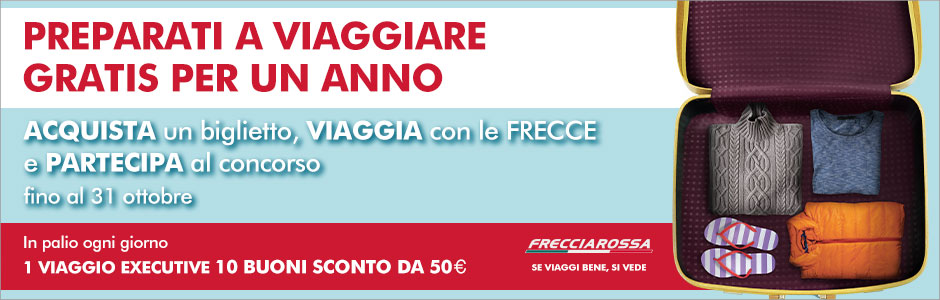 PREPARATI A VIAGGIARE
GRATIS PER UN ANNO
ACQUISTA un biglietto, VIAGGIA con le FRECCE
e PARTECIPA al concorso
fino al 31 ottobre
In palio ogni giorno
1 VIAGGIO EXECUTIVE 10 BUONI SCONTO DA 50€
FRECCIAROSSA
SE VIAGGI BENE, SI VEDE